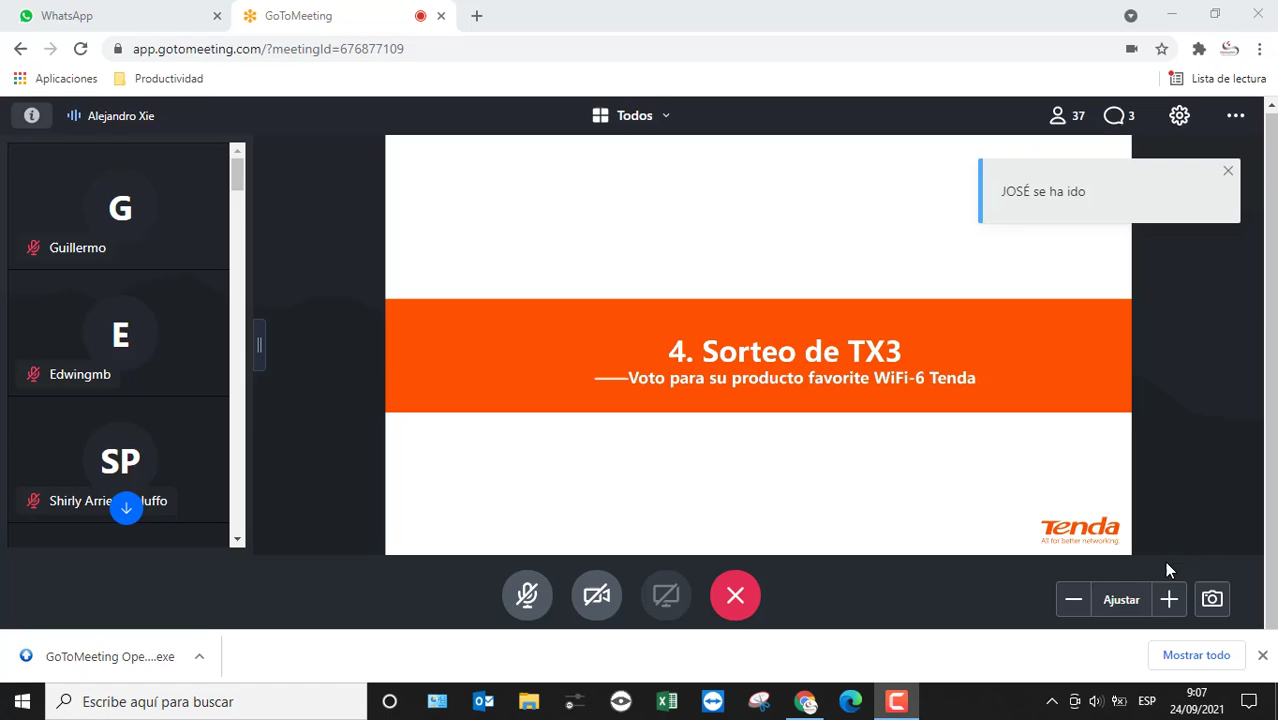 WhatsApp
GoToMeeting
app.gotomeeting.com/?meetingId=676877109
Aplicaciones
Productividad
Lista de lectura
Alejandro Xie
Todos
37
3
JOSÉ se ha ido
G
Guillermo
E
Edwingmb
SP
Shirly Arrie
uffo
4. Sorteo de TX3
——Voto para su producto favorite WiFi-6 Tenda
Tenda
All for better networking
Ajustar
GoToMeeting Ope....exe
Mostrar todo
Escribe aquí para buscar
ESP
9:07
24/09/2021